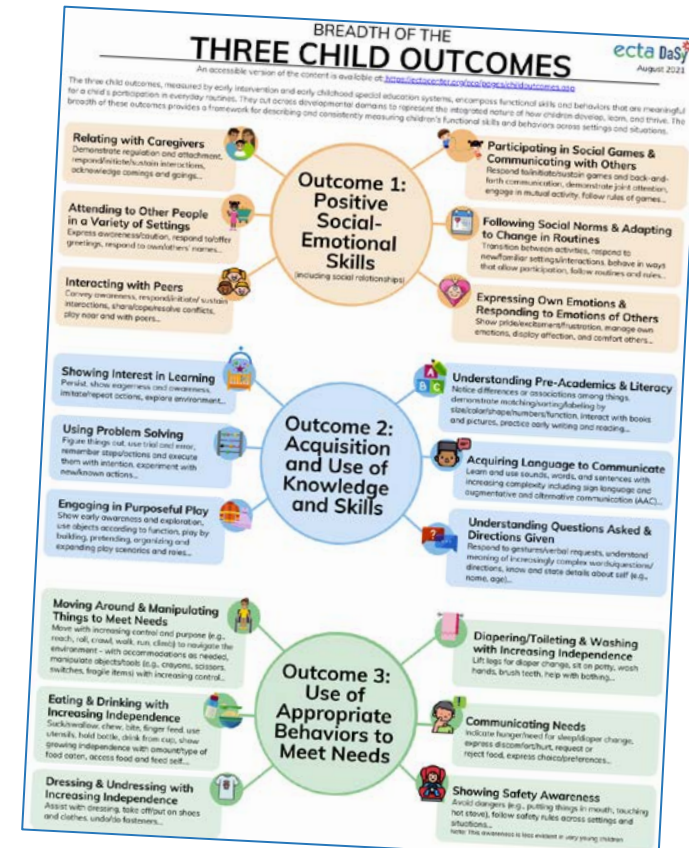 BREADTH OF THE
THREE CHILD OUTCOMES
ecta DaSy
August 2021
An accessible version of the content is available at: https://ectacenter.org/eco/pages/childoutcomes.asp
The three child outcomes, measured by early intervention and early childhood special education systems, encompass functional skills and behaviors that are meaningful
for a child's participation in everyday routines. They cut across developmental domains to represent the integrated nature of how children develop, learn, and thrive. The
breadth of these outcomes provides a framework for describing and consistently measuring children's functional skills and behaviors across settings and situations.
Outcome 1:
Positive
Social-
Emotional
Skills
(including social relationships)
Relating with Caregivers
Demonstrate regulation and attachment,
respond/initiate/sustain interactions,
acknowledge comings and goings...
Attending to Other People
in a Variety of Settings
Express awareness/caution, respond to/offer
greetings, respond to own/others' names...
Interacting with Peers
Convey awareness, respond/initiate/ sustain
interactions, share/cope/resolve conflicts,
play near and with peers...
Participating in Social Games &
Communicating with Others
Respond to/initiate/sustain games and back-and-
forth communication, demonstrate joint attention,
engage in mutual activity, follow rules of games...
Following Social Norms & Adapting
to Change in Routines
Transition between activities, respond to
new/familiar settings/interactions, behave in ways
that allow participation, follow routines and rules...
Expressing Own Emotions &
Responding to Emotions of Others
Show pride/excitement/frustration, manage own
emotions, display affection, and comfort others...
Outcome 2:
Acquisition
and Use of
Knowledge
and Skills
Showing Interest in Learning
Persist, show eagerness and awareness,
imitate/repeat actions, explore environment...
Using Problem Solving
Figure things out, use trial and error,
remember steps/actions and execute
them with intention, experiment with
new/known actions...
Engaging in Purposeful Play
Show early awareness and exploration,
use objects according to function, play by
building, pretending, organizing and
expanding play scenarios and roles...
A
B C
Understanding Pre-Academics & Literacy
Notice differences or associations among things,
demonstrate matching/sorting/labeling by
size/color/shape/numbers/function, interact with books
and pictures, practice early writing and reading...
Acquiring Language to Communicate
Learn and use sounds, words, and sentences with
increasing complexity including sign language and
augmentative and alternative communication (AAC)...
Understanding Questions Asked &
Directions Given
Respond to gestures/verbal requests, understand
meaning of increasingly complex words/questions/
directions, know and state details about self (e.g.,
name, age)...
Outcome 3:
Use of
Appropriate
Behaviors to
Meet Needs
Moving Around & Manipulating
Things to Meet Needs
Move with increasing control and purpose (e.g.,
reach, roll, crawl, walk, run, climb) to navigate the
environment - with accommodations as needed,
manipulate objects/tools (e.g., crayons, scissors,
switches, fragile items) with increasing control...
Eating & Drinking with
Increasing Independence
Suck/swallow, chew, bite, finger feed, use
utensils, hold bottle, drink from cup, show
growing independence with amount/type of
food eaten, access food and feed self...
Dressing & Undressing with
Increasing Independence
Assist with dressing, take off/put on shoes
and clothes, undo/do fasteners...
Diapering/Toileting & Washing
with Increasing Independence
Lift legs for diaper change, sit on potty, wash
hands, brush teeth, help with bathing...
Communicating Needs
Indicate hunger/need for sleep/diaper change,
express discomfort/hurt, request or
reject food, express choice/preferences...
Showing Safety Awareness
Avoid dangers (e.g., putting things in mouth, touching
hot stove), follow safety rules across settings and
situations...
Note: This awareness is less evident in very young children